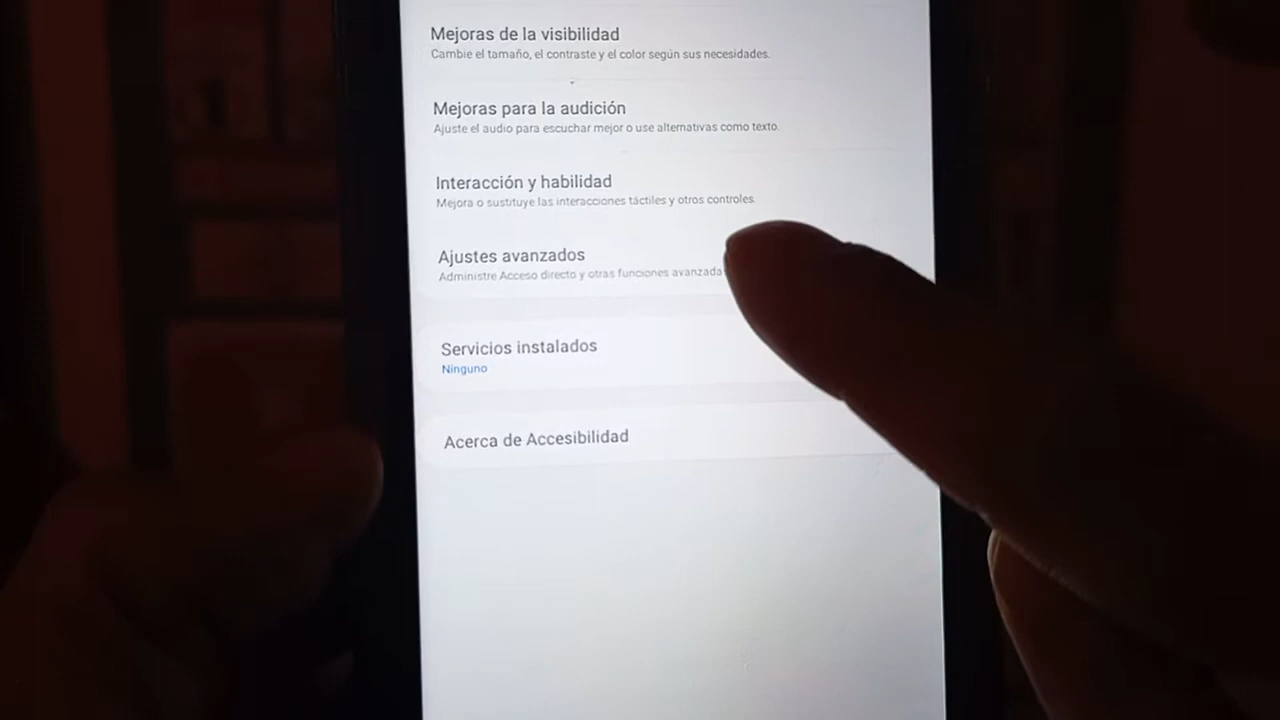 Mejoras de la visibilidad
Cambie el tamaño, el contraste y el color según sus necesidades.
Mejoras para la audición
Ajuste el audio para escuchar mejor o use alternativas como texto.
Interacción y habilidad
Mejora o sustituye las interacciones táctiles y otros controles.
Ajustes avanzados
Administre Acceso directo y otras funciones avanzada
Servicios instalados
Ninguno
Acerca de Accesibilidad